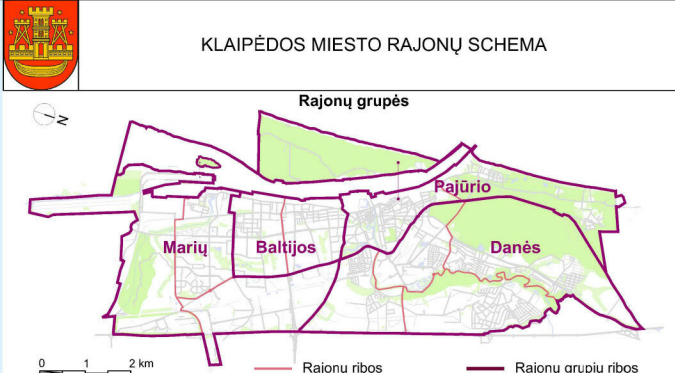 KLAIPĖDOS MIESTO RAJONŲ SCHEMA
Rajonų grupės
N
Pajūrio
Marių
Baltijos
Danės
0 1 2 km
Rajonų ribos
Rajonų grupių ribos